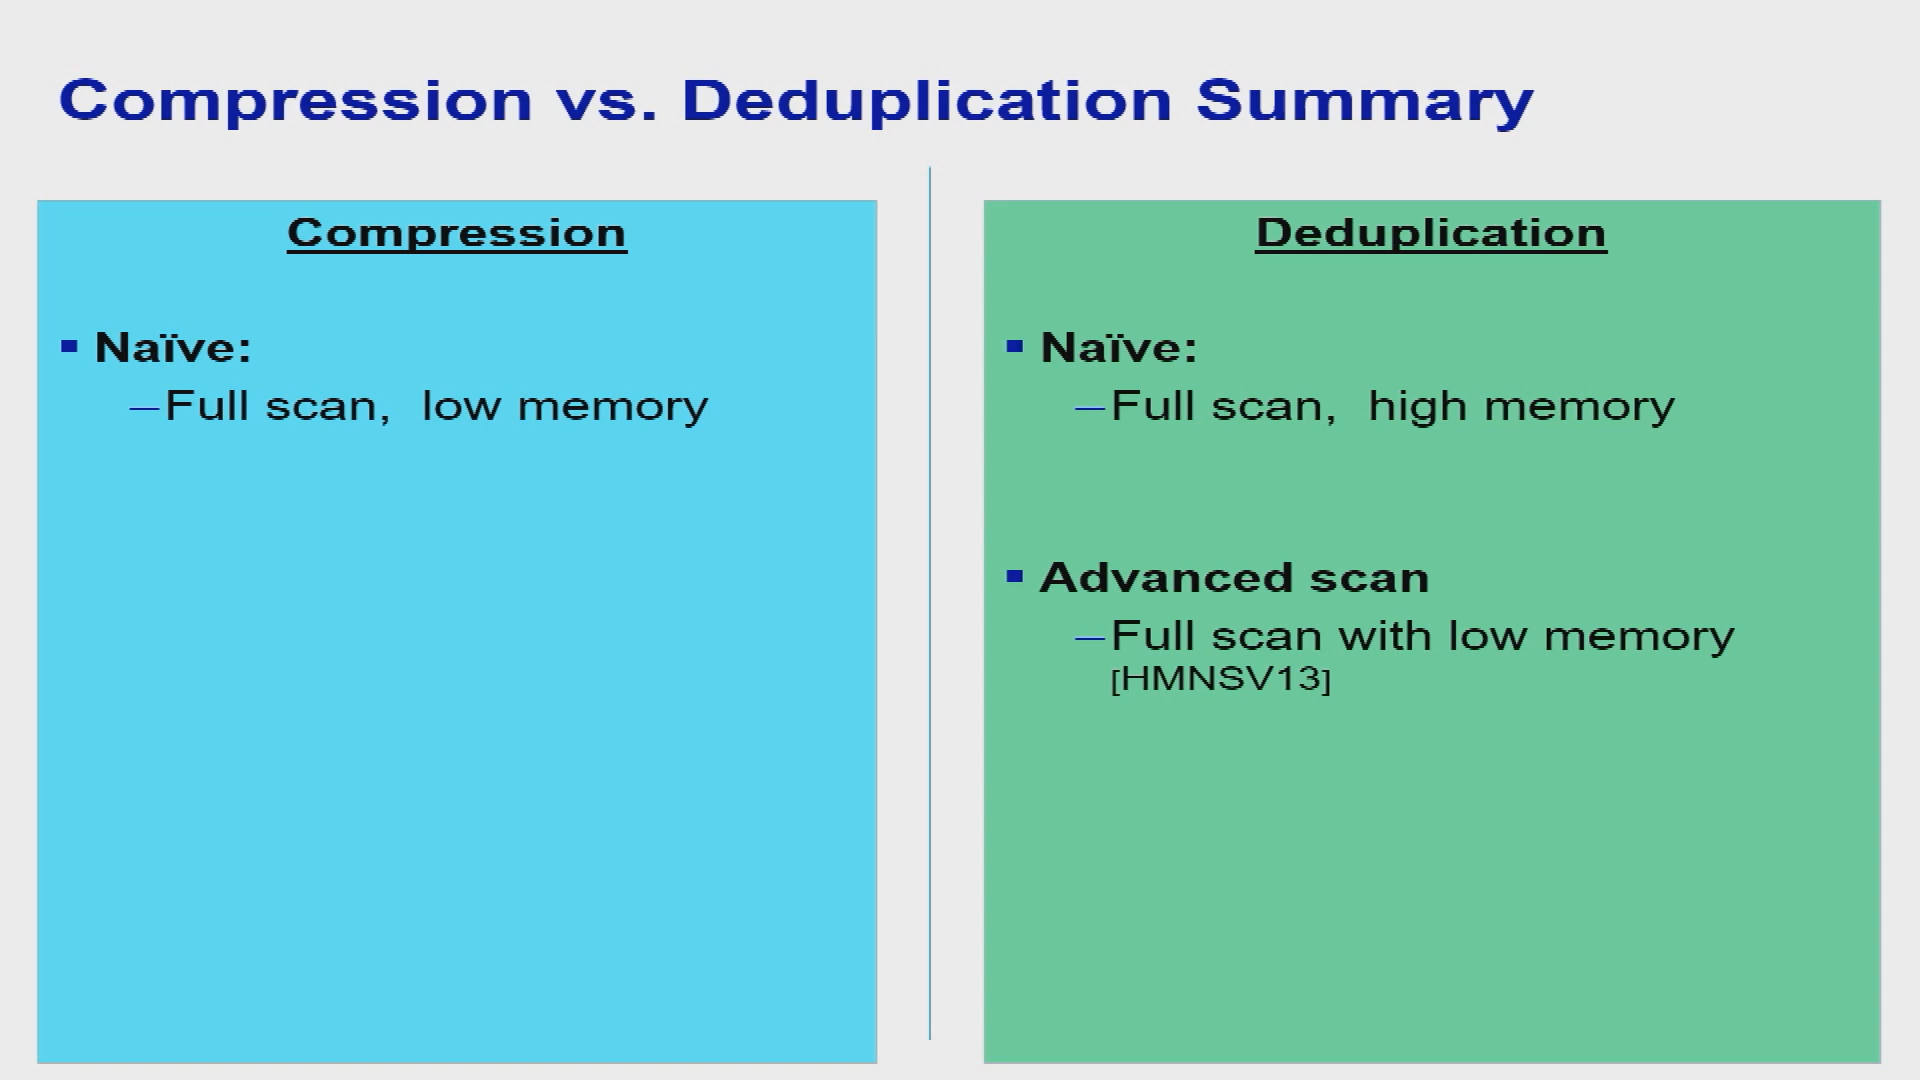 Compression vs. Deduplication Summary
Compression
Naïve:
—Full scan, low memory
Deduplication
Naïve:
—Full scan, high memory
Advanced scan
—Full scan with low memory
[HMNSV13]